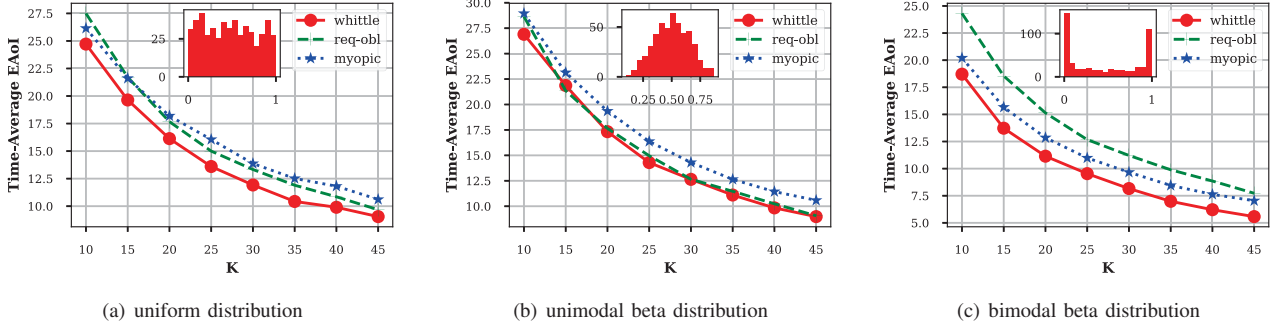 27.5
25.0
22.5
20.0
17.5
15.0
12.5
10.0
Time-Average EAoI
10 15 20 25 30 35 40 45
K
25
0
0 1
whittle
req-obl
myopic
(a) uniform distribution
30.0
27.5
25.0
22.5
20.0
17.5
15.0
12.5
10.0
Time-Average EAoI
10 15 20 25 30 35 40 45
K
50
0
0.25 0.50 0.75
whittle
req-obl
myopic
(b) unimodal beta distribution
25.0
22.5
20.0
17.5
15.0
12.5
10.0
7.5
5.0
Time-Average EAoI
10 15 20 25 30 35 40 45
K
100
0
0 1
whittle
req-obl
myopic
(c) bimodal beta distribution